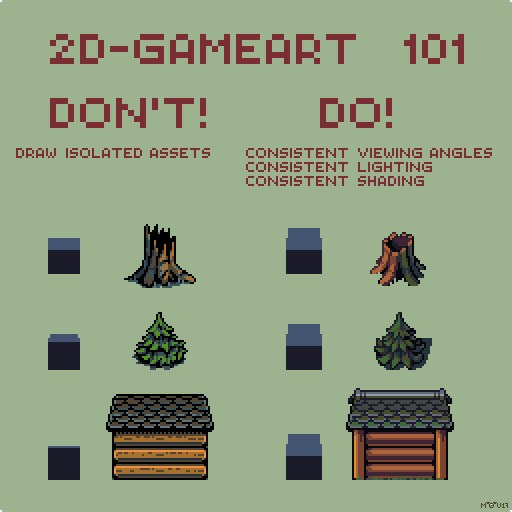 2D-GAMEART 101
DON'T! DO!
DRAW ISOLATED ASSETS
CONSISTENT VIEWING ANGLES
CONSISTENT LIGHTING
CONSISTENT SHADING